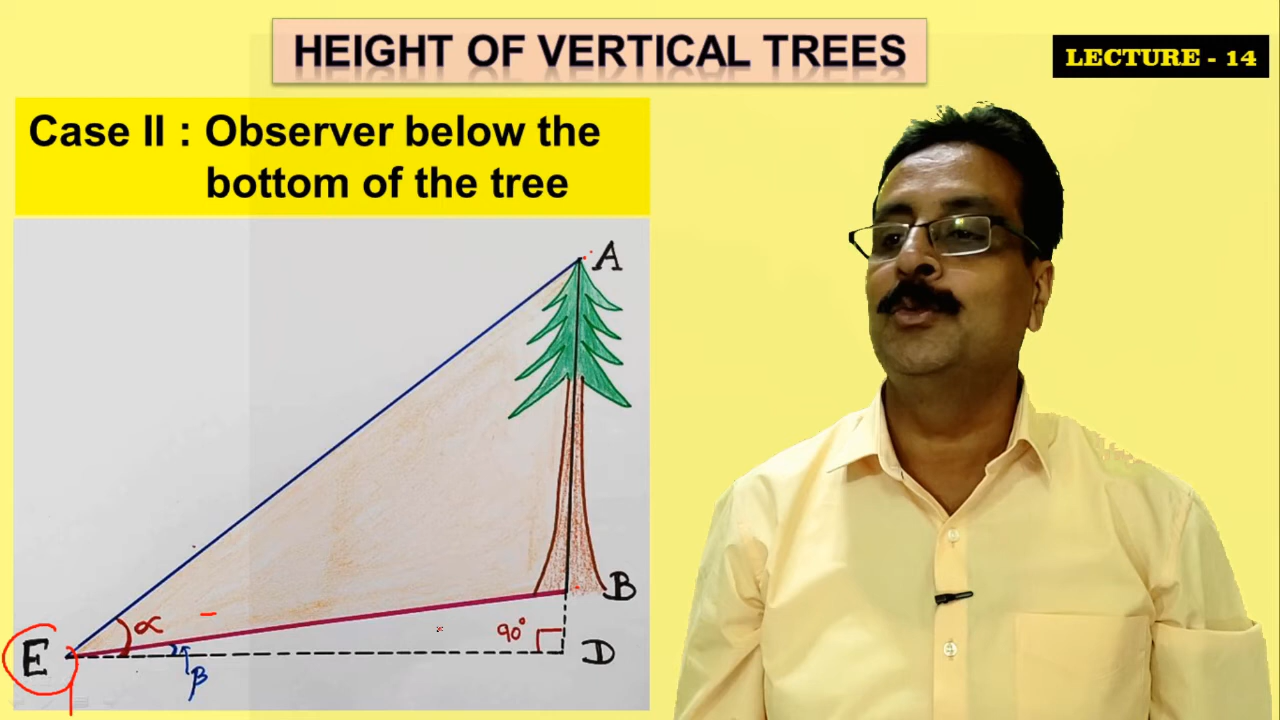 HEIGHT OF VERTICAL TREES
LECTURE - 14
Case II : Observer below the
bottom of the tree
A
B
α
90°
E
D
β